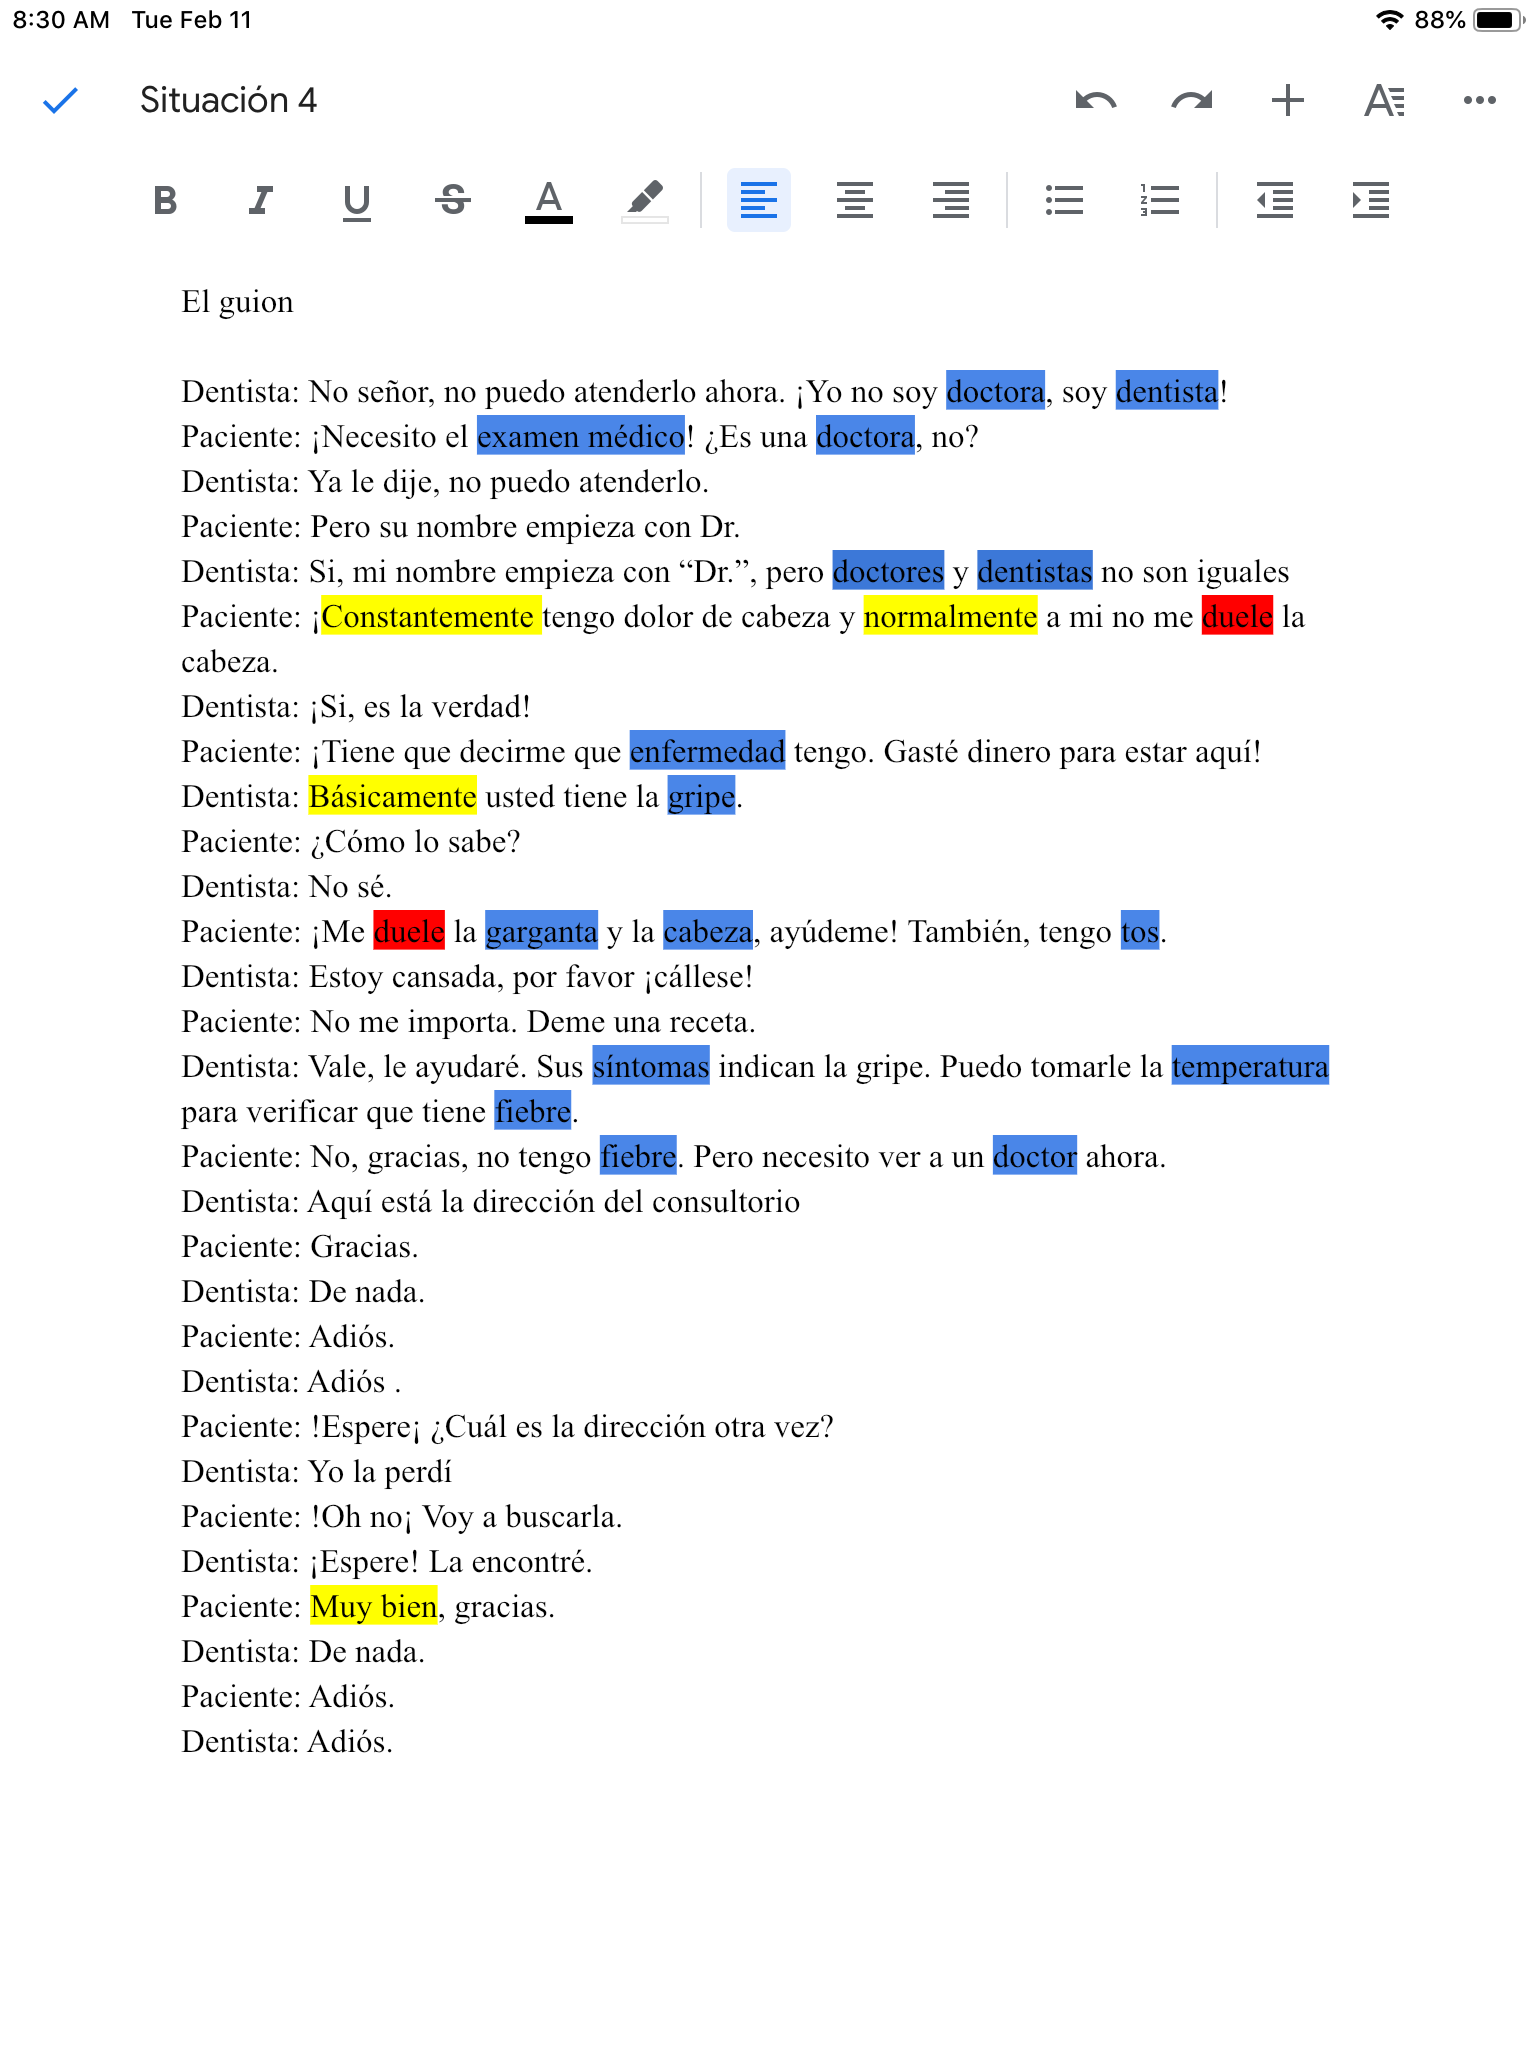 8:30 AM Tue Feb 11 88%
Situación 4
B I U S A
El guion
Dentista: No señor, no puedo atenderlo ahora. ¡Yo no soy doctora, soy dentista!
Paciente: ¡Necesito el examen médico! ¿Es una doctora, no?
Dentista: Ya le dije, no puedo atenderlo.
Paciente: Pero su nombre empieza con Dr.
Dentista: Si, mi nombre empieza con “Dr.”, pero doctores y dentistas no son iguales
Paciente: ¡Constantemente tengo dolor de cabeza y normalmente a mi no me duele la
cabeza.
Dentista: ¡Si, es la verdad!
Paciente: ¡Tiene que decirme que enfermedad tengo. Gasté dinero para estar aquí!
Dentista: Básicamente usted tiene la gripe.
Paciente: ¿Cómo lo sabe?
Dentista: No sé.
Paciente: ¡Me duele la garganta y la cabeza, ayúdeme! También, tengo tos.
Dentista: Estoy cansada, por favor ¡cállese!
Paciente: No me importa. Deme una receta.
Dentista: Vale, le ayudaré. Sus síntomas indican la gripe. Puedo tomarle la temperatura
para verificar que tiene fiebre.
Paciente: No, gracias, no tengo fiebre. Pero necesito ver a un doctor ahora.
Dentista: Aquí está la dirección del consultorio
Paciente: Gracias.
Dentista: De nada.
Paciente: Adiós.
Dentista: Adiós .
Paciente: !Espere¡ ¿Cuál es la dirección otra vez?
Dentista: Yo la perdí
Paciente: !Oh no¡ Voy a buscarla.
Dentista: ¡Espere! La encontré.
Paciente: Muy bien, gracias.
Dentista: De nada.
Paciente: Adiós.
Dentista: Adiós.